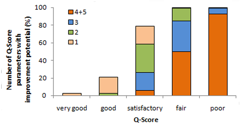 Number of Q-Score
parameters with
improvement potential (%)
100
80
60
40
20
0
4+5
3
2
1
very good
good
satisfactory
fair
poor
Q-Score